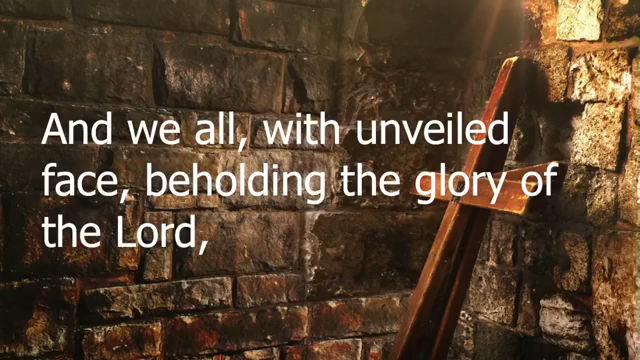 And we all, with unveiled
face, beholding the glory of
the Lord,